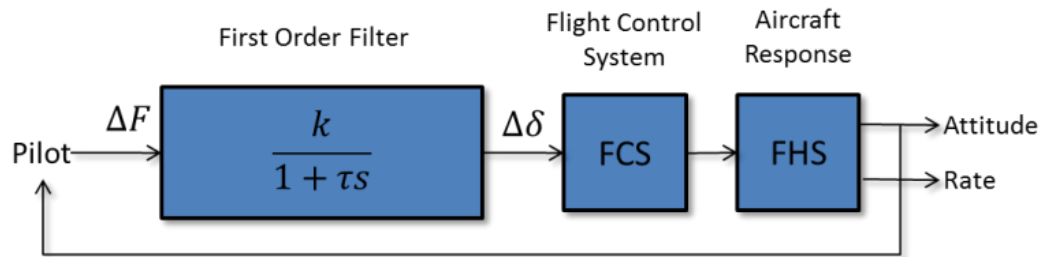 First Order Filter
Flight Control
System
Aircraft
Response
Pilot
ΔF
k
1 + τs
Δδ
FCS
FHS
Attitude
Rate